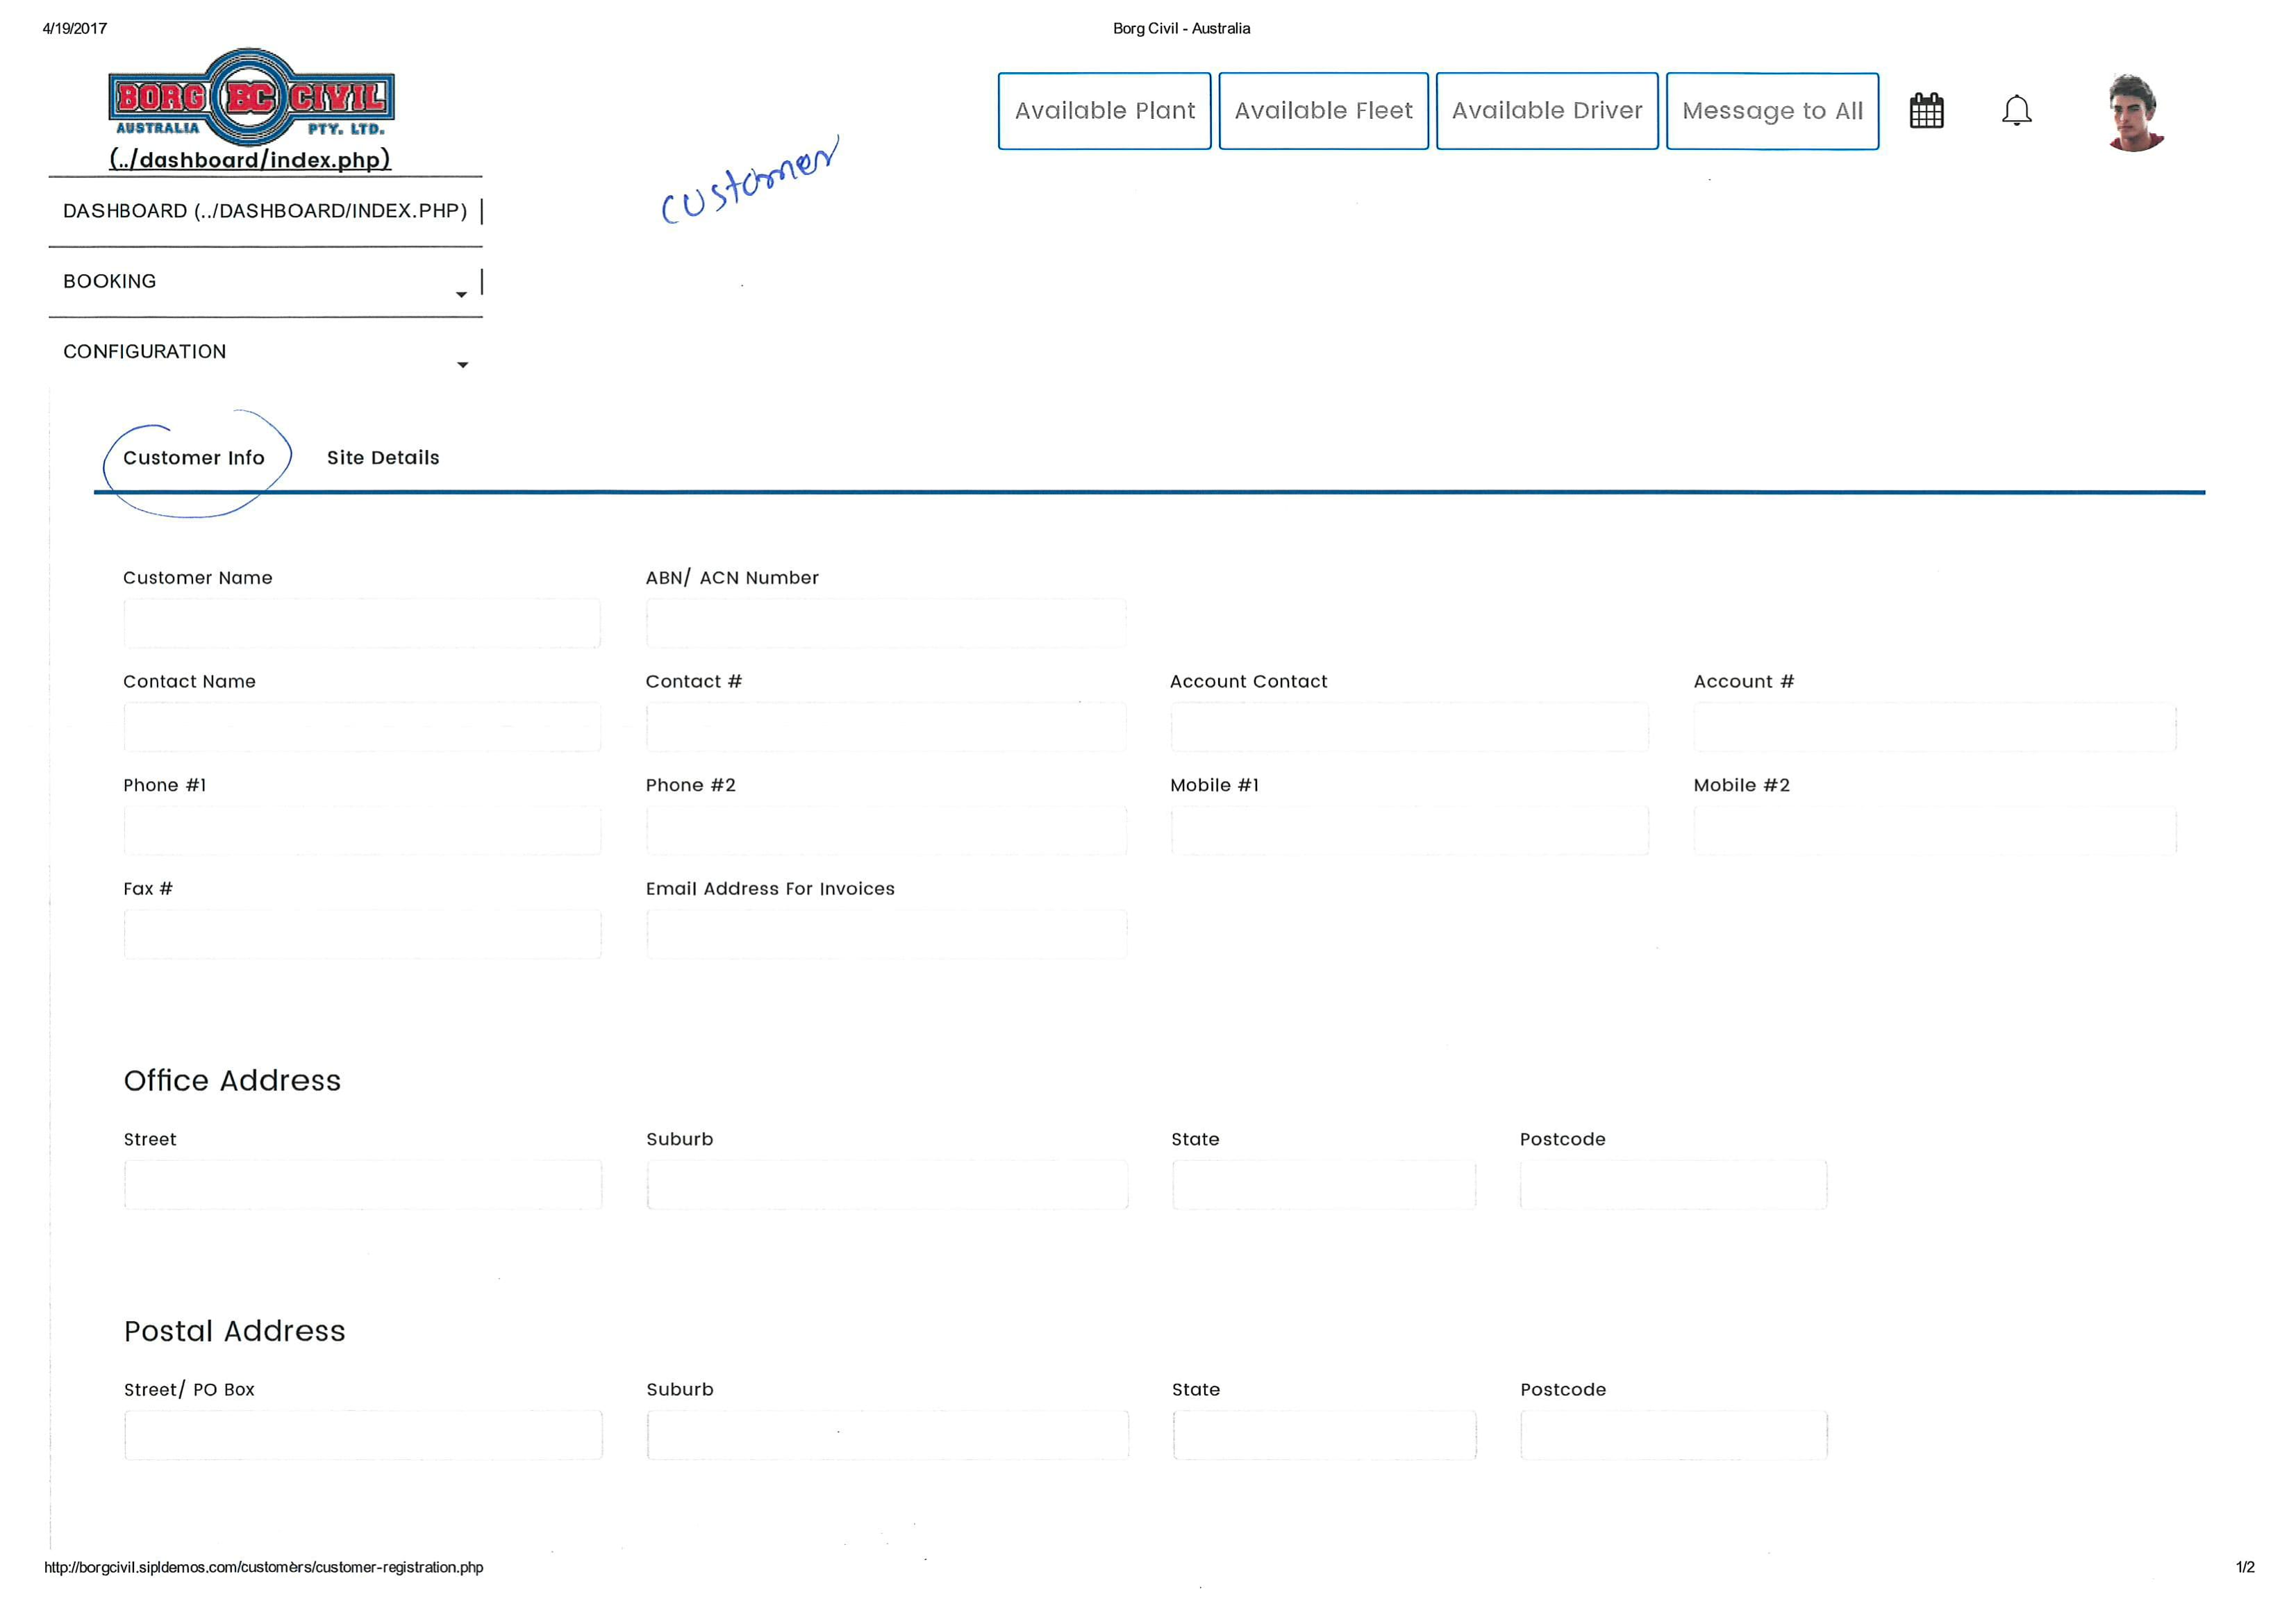 4/19/2017
Borg Civil - Australia
BORG BC CIVIL
AUSTRALIA PTY. LTD.
(../dashboard/index.php)
Available Plant
Available Fleet
Available Driver
Message to All
customer
DASHBOARD (../DASHBOARD/INDEX.PHP)
BOOKING
CONFIGURATION
Customer Info
Site Details
Customer Name
ABN/ ACN Number
Contact Name
Contact #
Account Contact
Account #
Phone #1
Phone #2
Mobile #1
Mobile #2
Fax #
Email Address For Invoices
Office Address
Street
Suburb
State
Postcode
Postal Address
Street/ PO Box
Suburb
State
Postcode
http://borgcivil.sipldemos.com/customers/customer-registration.php
1/2